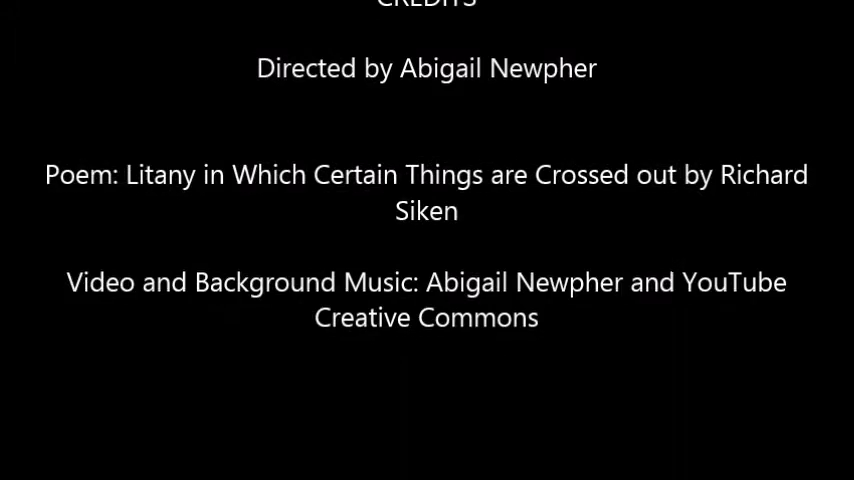 CREDITS
Directed by Abigail Newpher
Poem: Litany in Which Certain Things are Crossed out by Richard
Siken
Video and Background Music: Abigail Newpher and YouTube
Creative Commons